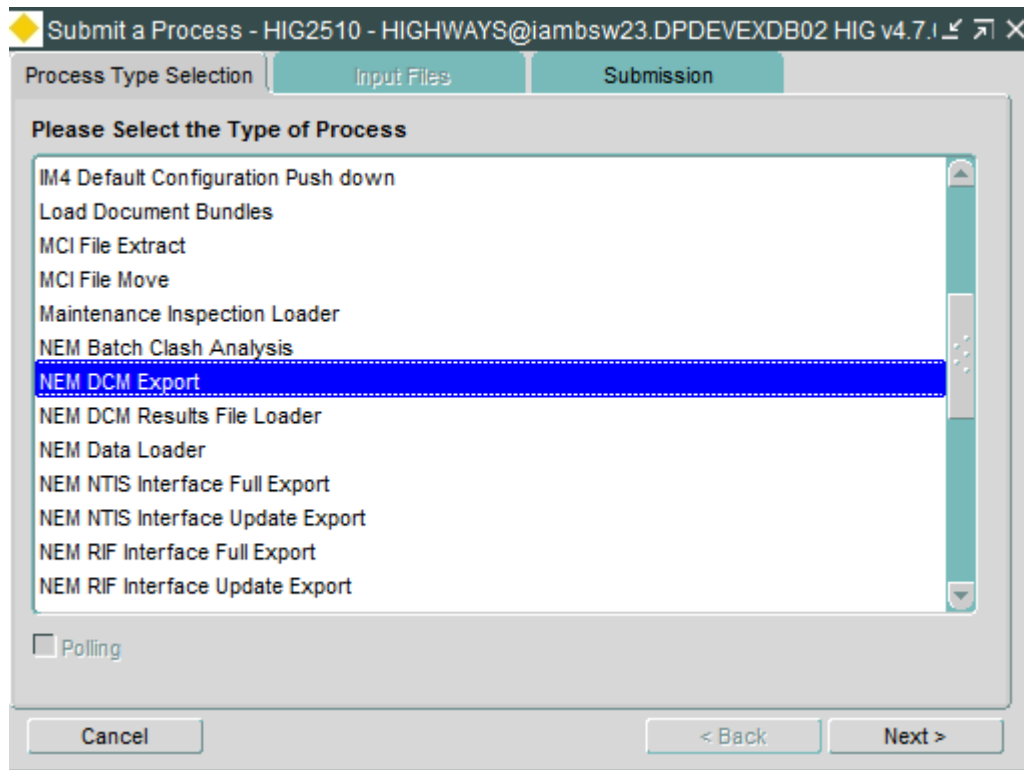 Submit a Process - HIG2510 - HIGHWAYS@iambsw23.DPDEVEXDB02 HIG v4.7.
Process Type Selection
Input Files
Submission
Please Select the Type of Process
IM4 Default Configuration Push down
Load Document Bundles
MCI File Extract
MCI File Move
Maintenance Inspection Loader
NEM Batch Clash Analysis
NEM DCM Export
NEM DCM Results File Loader
NEM Data Loader
NEM NTIS Interface Full Export
NEM NTIS Interface Update Export
NEM RIF Interface Full Export
NEM RIF Interface Update Export
Polling
Cancel
< Back
Next >